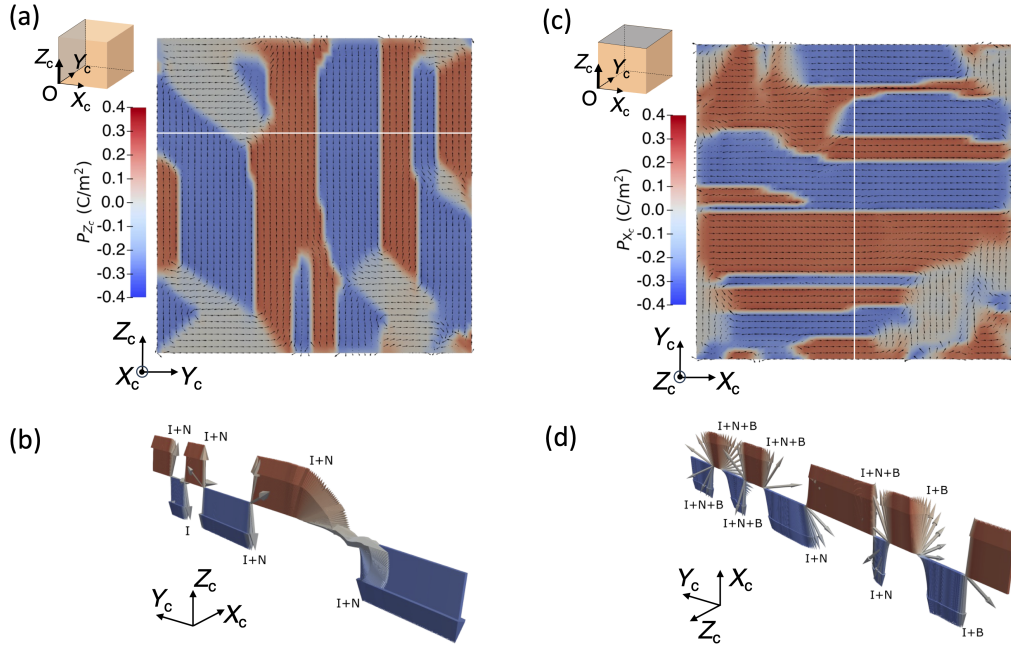 (a)
Zc
Yc
O
Xc
0.4
0.3
0.2
0.1
0.0
-0.1
-0.2
-0.3
-0.4
PZc (C/m²)
Zc
Xc
Yc
(c)
Zc
Yc
O
Xc
0.4
0.3
0.2
0.1
0.0
-0.1
-0.2
-0.3
-0.4
PXc (C/m²)
Yc
Zc
Xc
(b)
I+N
I+N
I+N
I
I+N
I+N
Zc
Yc
Xc
(d)
I+N+B
I+N+B
I+N+B
I+B
I+N+B
I+N+B
I+N
I+N
I+B
Xc
Yc
Zc